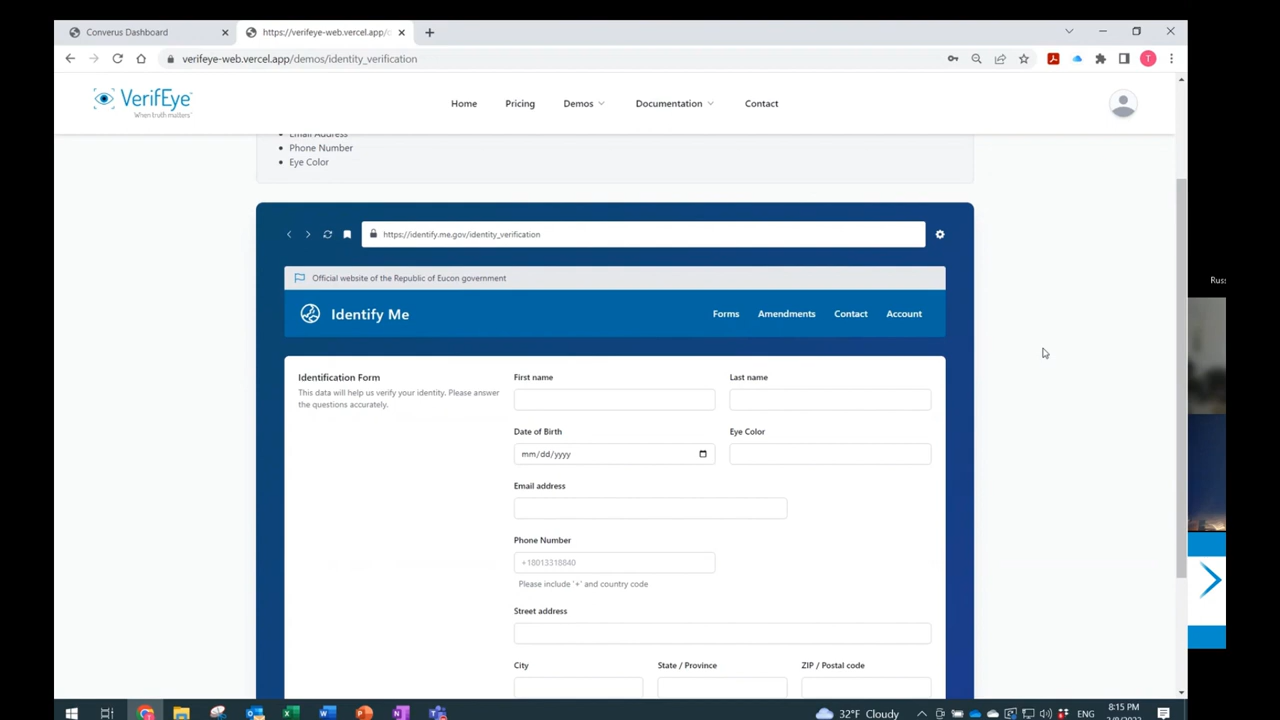 Converus Dashboard
https://verifeye-web.vercel.app/
verifeye-web.vercel.app/demos/identity_verification
T
VerifEye
When truth matters
Home Pricing Demos Documentation Contact
Email Address
Phone Number
Eye Color
https://identify.me.gov/identity_verification
Official website of the Republic of Eucon government
Identify Me
Forms Amendments Contact Account
Identification Form
This data will help us verify your identity. Please answer
the questions accurately.
First name Last name
Date of Birth Eye Color
mm/dd/yyyy
Email address
Phone Number
+18013318840
Please include '+' and country code
Street address
City State / Province ZIP / Postal code
Russ
32°F Cloudy
ENG
8:15 PM